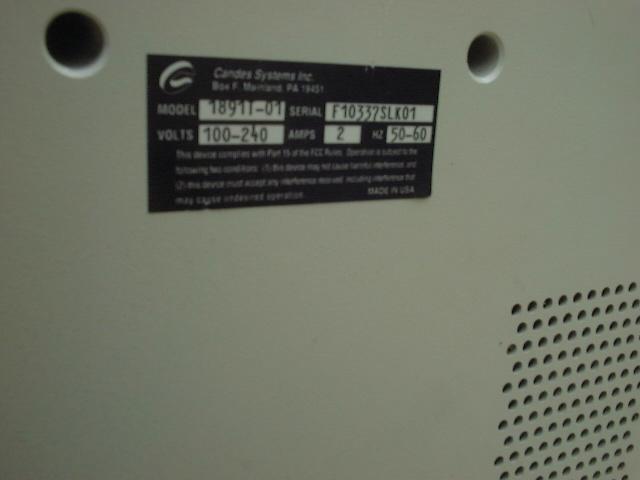 Candes Systems Inc.
Box F, Mainland, PA 19451
MODEL 1891T-01 SERIAL F10337SLK01
VOLTS 100-240 AMPS 2 HZ 50-60
This device complies with Part 15 of the FCC Rules. Operation is subject to the
following two conditions: (1) this device may not cause harmful interference, and
(2) this device must accept any interference received, including interference that
may cause undesired operation.
MADE IN USA